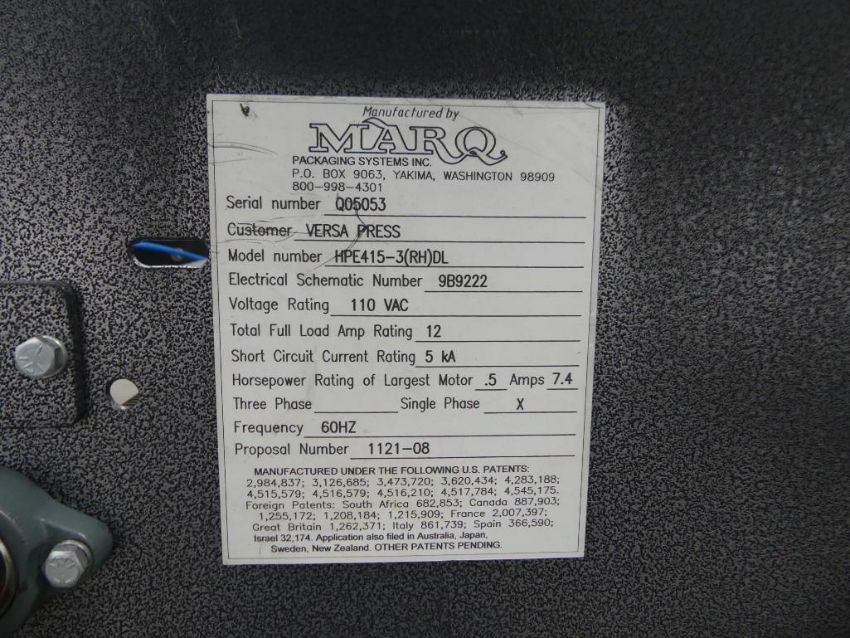 Manufactured by
MARQ
PACKAGING SYSTEMS INC.
P.O. BOX 9063, YAKIMA, WASHINGTON 98909
800-998-4301
Serial number Q05053
Customer VERSA PRESS
Model number HPE415-3(RH)DL
Electrical Schematic Number 9B9222
Voltage Rating 110 VAC
Total Full Load Amp Rating 12
Short Circuit Current Rating 5 kA
Horsepower Rating of Largest Motor .5 Amps 7.4
Three Phase Single Phase X
Frequency 60HZ
Proposal Number 1121-08
MANUFACTURED UNDER THE FOLLOWING U.S. PATENTS:
2,984,837; 3,126,685; 3,473,720; 3,620,434; 4,283,188;
4,515,579; 4,516,579; 4,516,210; 4,517,784; 4,545,175.
Foreign Patents: South Africa 682,853; Canada 887,903;
1,255,172; 1,208,184; 1,215,909; France 2,007,397;
Great Britain 1,262,371; Italy 861,739; Spain 366,590;
Israel 32,174. Application also filed in Australia, Japan,
Sweden, New Zealand. OTHER PATENTS PENDING.